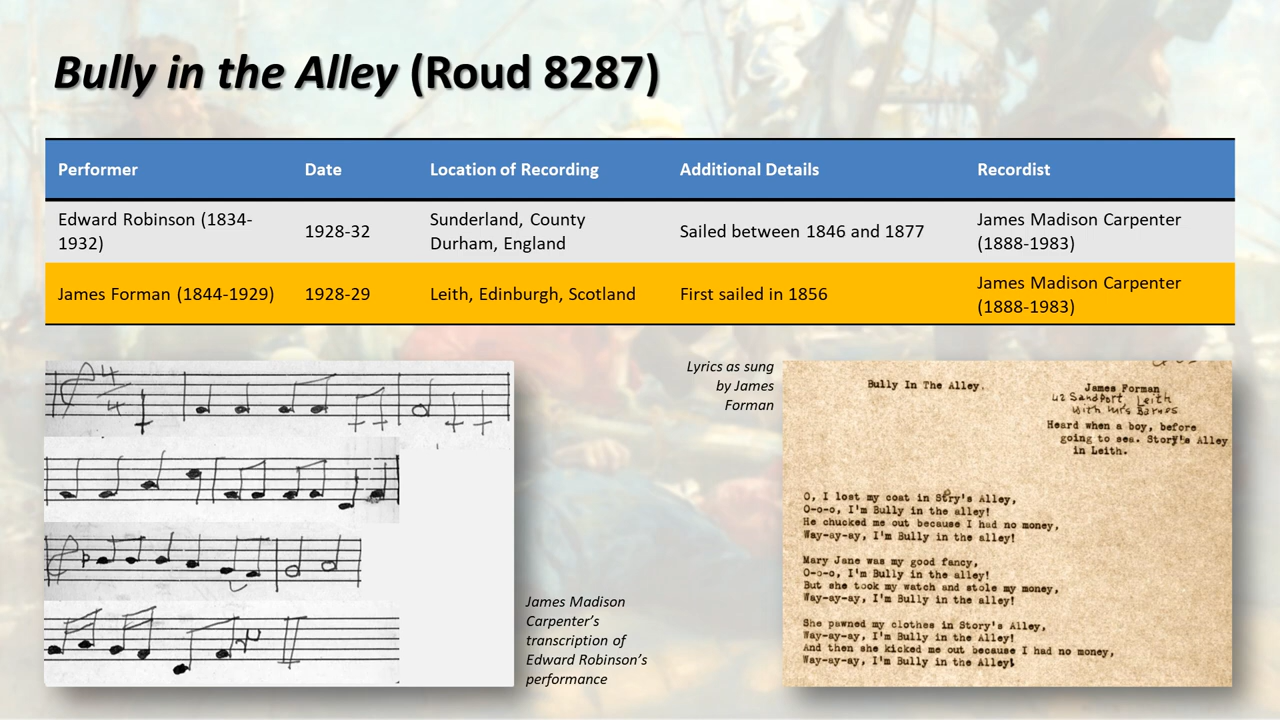 Bully in the Alley (Roud 8287)
Performer Date Location of Recording Additional Details Recordist
Edward Robinson (1834-
1932)
1928-32
Sunderland, County
Durham, England
Sailed between 1846 and 1877
James Madison Carpenter
(1888-1983)
James Forman (1844-1929)
1928-29
Leith, Edinburgh, Scotland
First sailed in 1856
James Madison Carpenter
(1888-1983)
4
4
James Madison
Carpenter's
transcription of
Edward Robinson's
performance
Lyrics as sung
by James
Forman
Bully In The Alley.
James Forman
42 Sandport, Leith
with Mrs Barnes
Heard when a boy, before
going to sea. Story's Alley
in Leith.
O, I lost my coat in Stry's Alley,
O-o-o, I'm Bully in the alley!
He chucked me out because I had no money,
Way-ay-ay, I'm Bully in the alley!
Mary Jane was my good fancy,
O-o-o, I'm Bully in the alley!
But she took my watch and stole my money,
Way-ay-ay, I'm Bully in the alley!
She pawned my clothes in Story's Alley,
Way-ay-ay, I'm Bully in the Alley!
And then she kicked me out because I had no money,
Way-ay-ay, I'm Bully in the Alley!